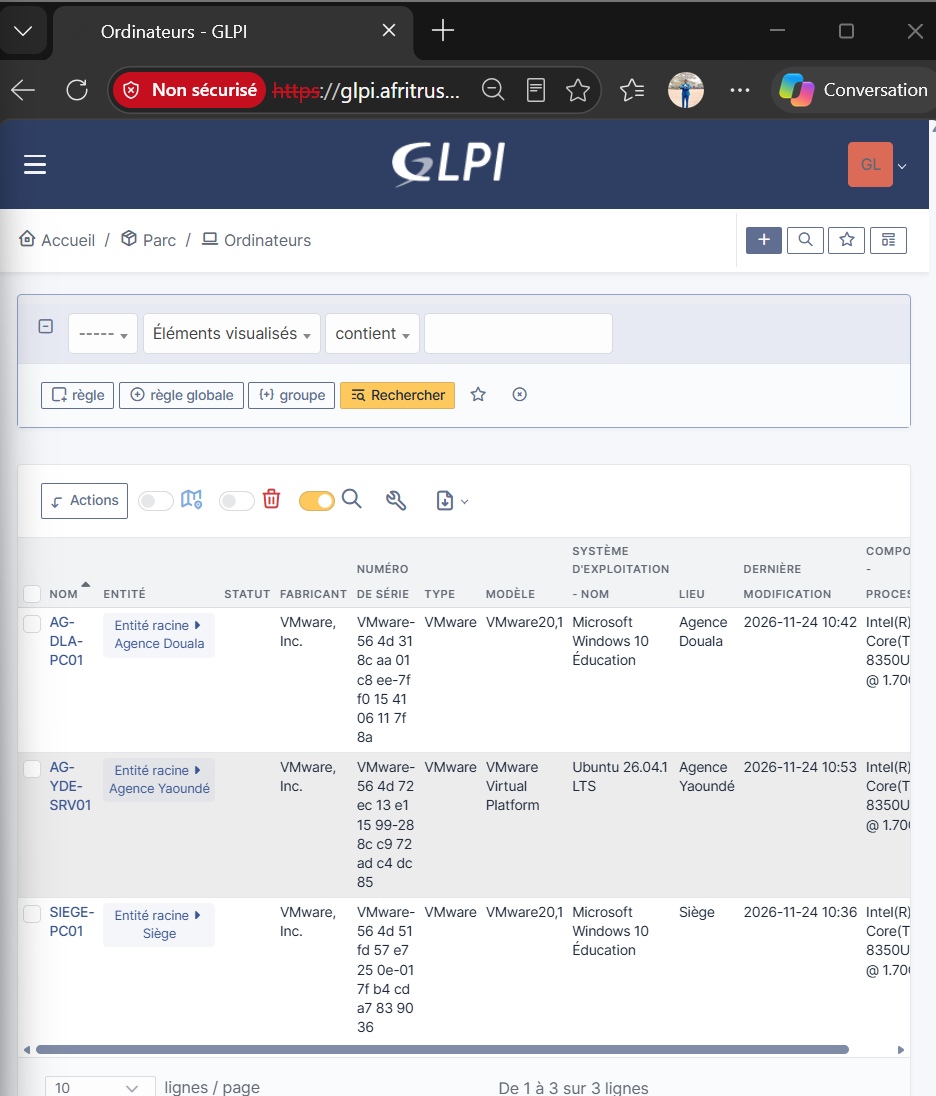 Ordinateurs - GLPI
Non sécurisé https://glpi.afritrus... Conversation
GLPI
GL
Accueil / Parc / Ordinateurs
----- Éléments visualisés contient
règle règle globale groupe Rechercher
Actions
NOM ENTITÉ STATUT FABRICANT NUMÉRO DE SÉRIE TYPE MODÈLE SYSTÈME D'EXPLOITATION - NOM LIEU DERNIÈRE MODIFICATION COMPO - PROCES
AG-DLA-PC01 Entité racine Agence Douala VMware, Inc. VMware-56 4d 31 8c aa 01 c8 ee-7f f0 15 41 06 11 7f 8a VMware VMware20,1 Microsoft Windows 10 Éducation Agence Douala 2026-11-24 10:42 Intel(R) Core(T 8350U @ 1.70
AG-YDE-SRV01 Entité racine Agence Yaoundé VMware, Inc. VMware-56 4d 72 ec 13 e1 15 99-28 8c c9 72 ad c4 dc 85 VMware VMware Virtual Platform Ubuntu 26.04.1 LTS Agence Yaoundé 2026-11-24 10:53 Intel(R) Core(T 8350U @ 1.70
SIEGE-PC01 Entité racine Siège VMware, Inc. VMware-56 4d 51 fd 57 e7 25 0e-01 7f b4 cd a7 83 90 36 VMware VMware20,1 Microsoft Windows 10 Éducation Siège 2026-11-24 10:36 Intel(R) Core(T 8350U @ 1.70
10 lignes / page De 1 à 3 sur 3 lignes